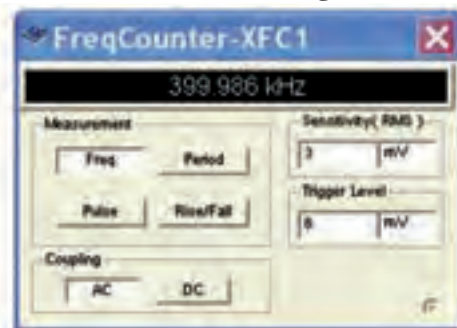 FreqCounter-XFC1
399.986 kHz
Measurement
Freq
Period
Pulse
Rise/Fall
Coupling
AC
DC
Sensitivity( RMS )
3
mV
Trigger Level
mV